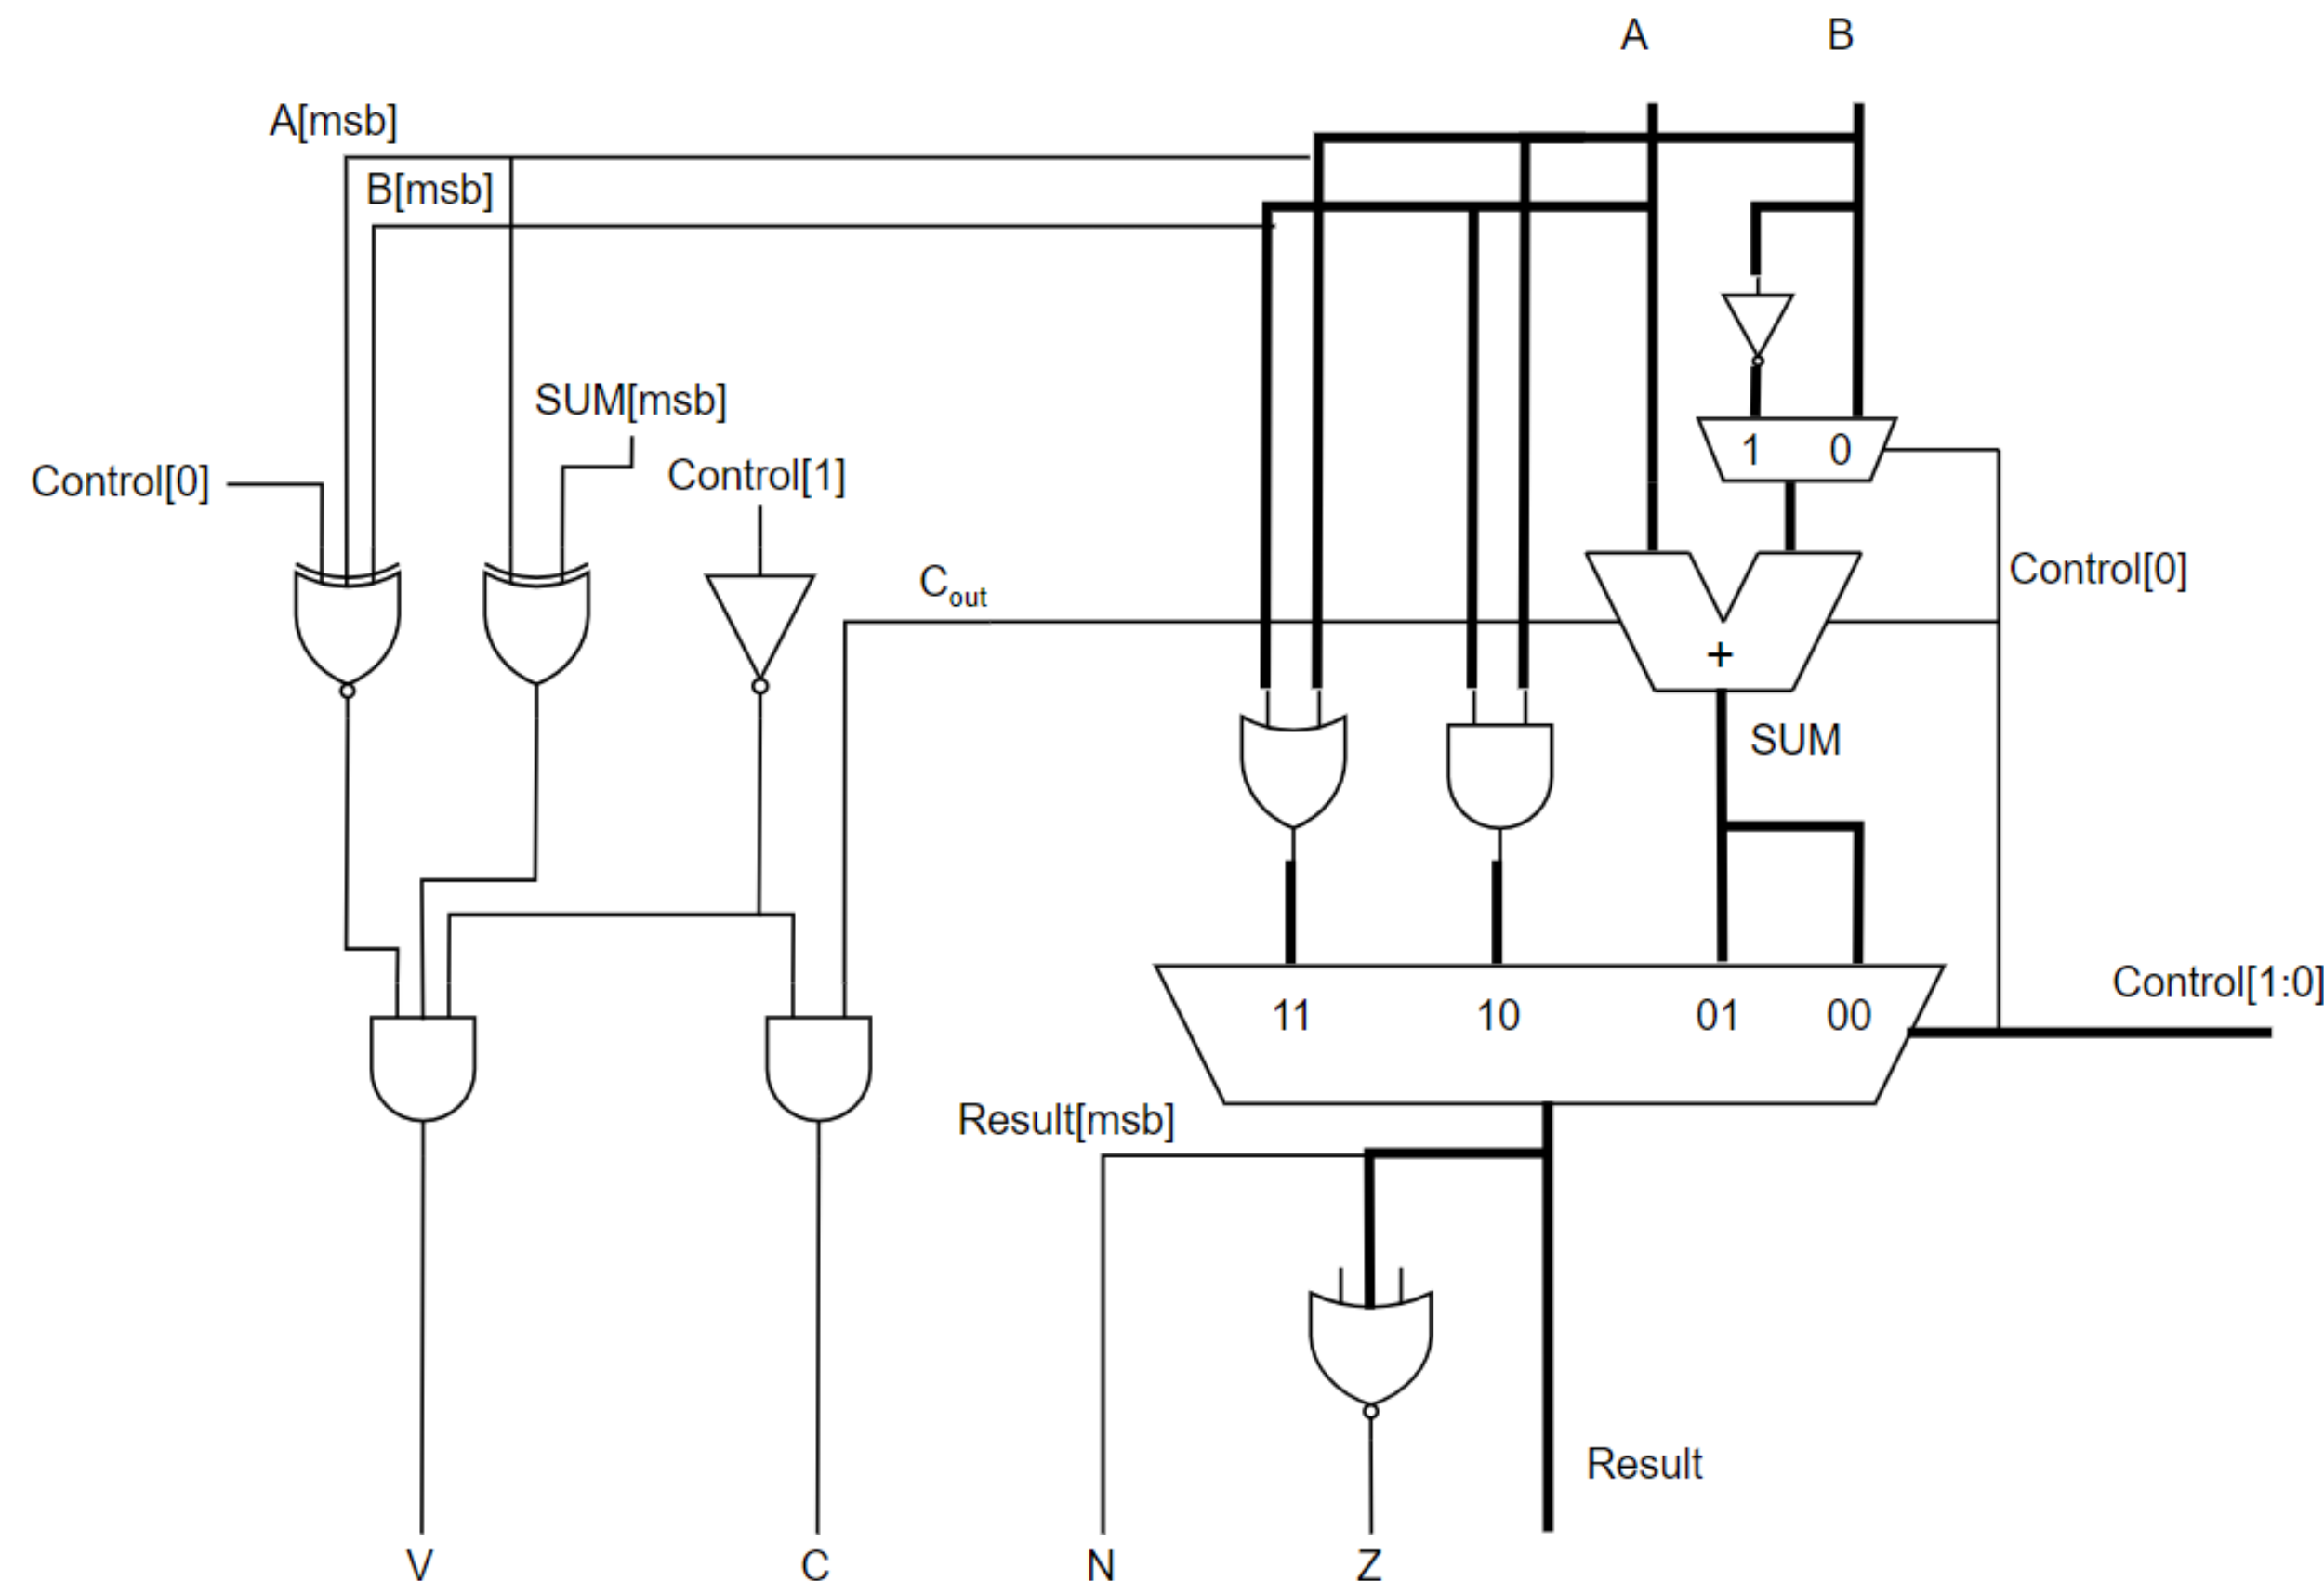 A
B
A[msb]
B[msb]
SUM[msb]
Control[0]
Control[1]
1 0
Cout
Control[0]
+
SUM
Control[1:0]
11 10 01 00
Result[msb]
Result
V
C
N
Z